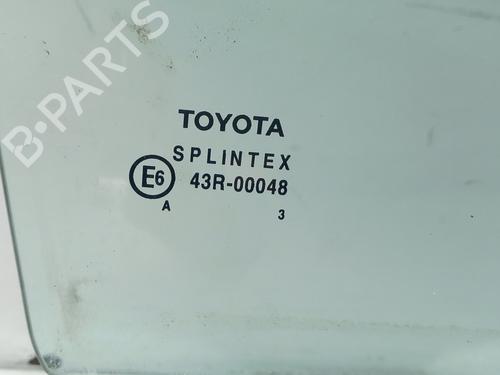 B-PARTS
TOYOTA
SPLINTEX
E6 43R-00048
A 3